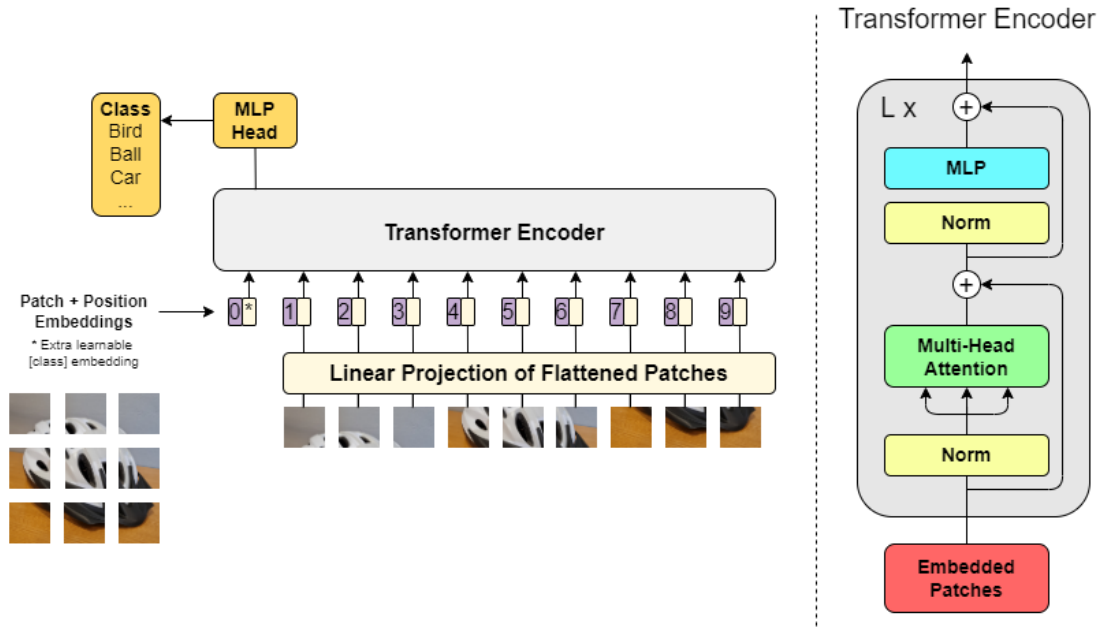 Transformer Encoder
Class
Bird
Ball
Car
...
MLP
Head
Transformer Encoder
Patch + Position
Embeddings
* Extra learnable
[class] embedding
0 * 1 2 3 4 5 6 7 8 9
Linear Projection of Flattened Patches
L x
+
MLP
Norm
+
Multi-Head
Attention
Norm
Embedded
Patches